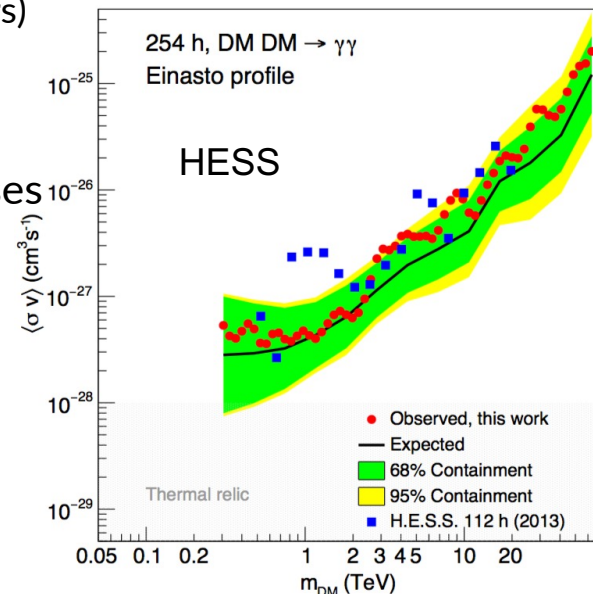 s)
254 h, DM DM → γγ
Einasto profile
HESS
ses
⟨σ v⟩ (cm³ s⁻¹)
10⁻²⁵
10⁻²⁶
10⁻²⁷
10⁻²⁸
10⁻²⁹
Observed, this work
Expected
68% Containment
95% Containment
H.E.S.S. 112 h (2013)
Thermal relic
0.05 0.1 0.2 1 2 3 4 5 10 20
m_DM (TeV)